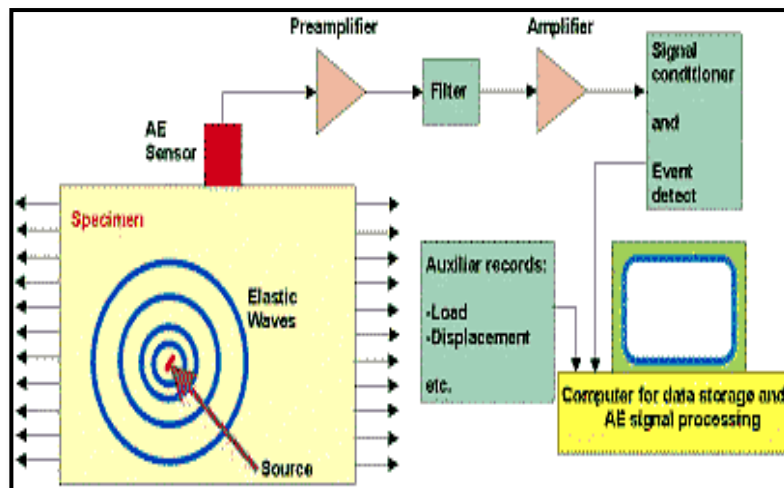 Preamplifier
Amplifier
Signal
conditioner
and
Event
detect
Filter
AE
Sensor
Specimen
Elastic
Waves
Source
Auxiliar records:
-Load
-Displacement
etc.
Computer for data storage and
AE signal processing